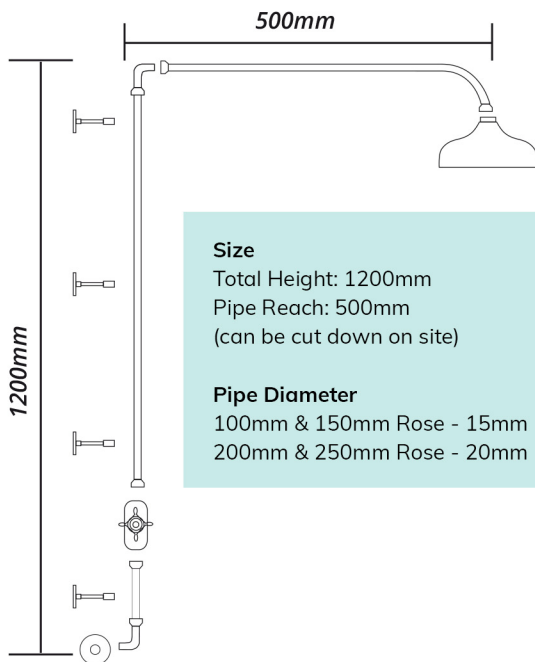 500mm
1200mm
Size
Total Height: 1200mm
Pipe Reach: 500mm
(can be cut down on site)
Pipe Diameter
100mm & 150mm Rose - 15mm
200mm & 250mm Rose - 20mm